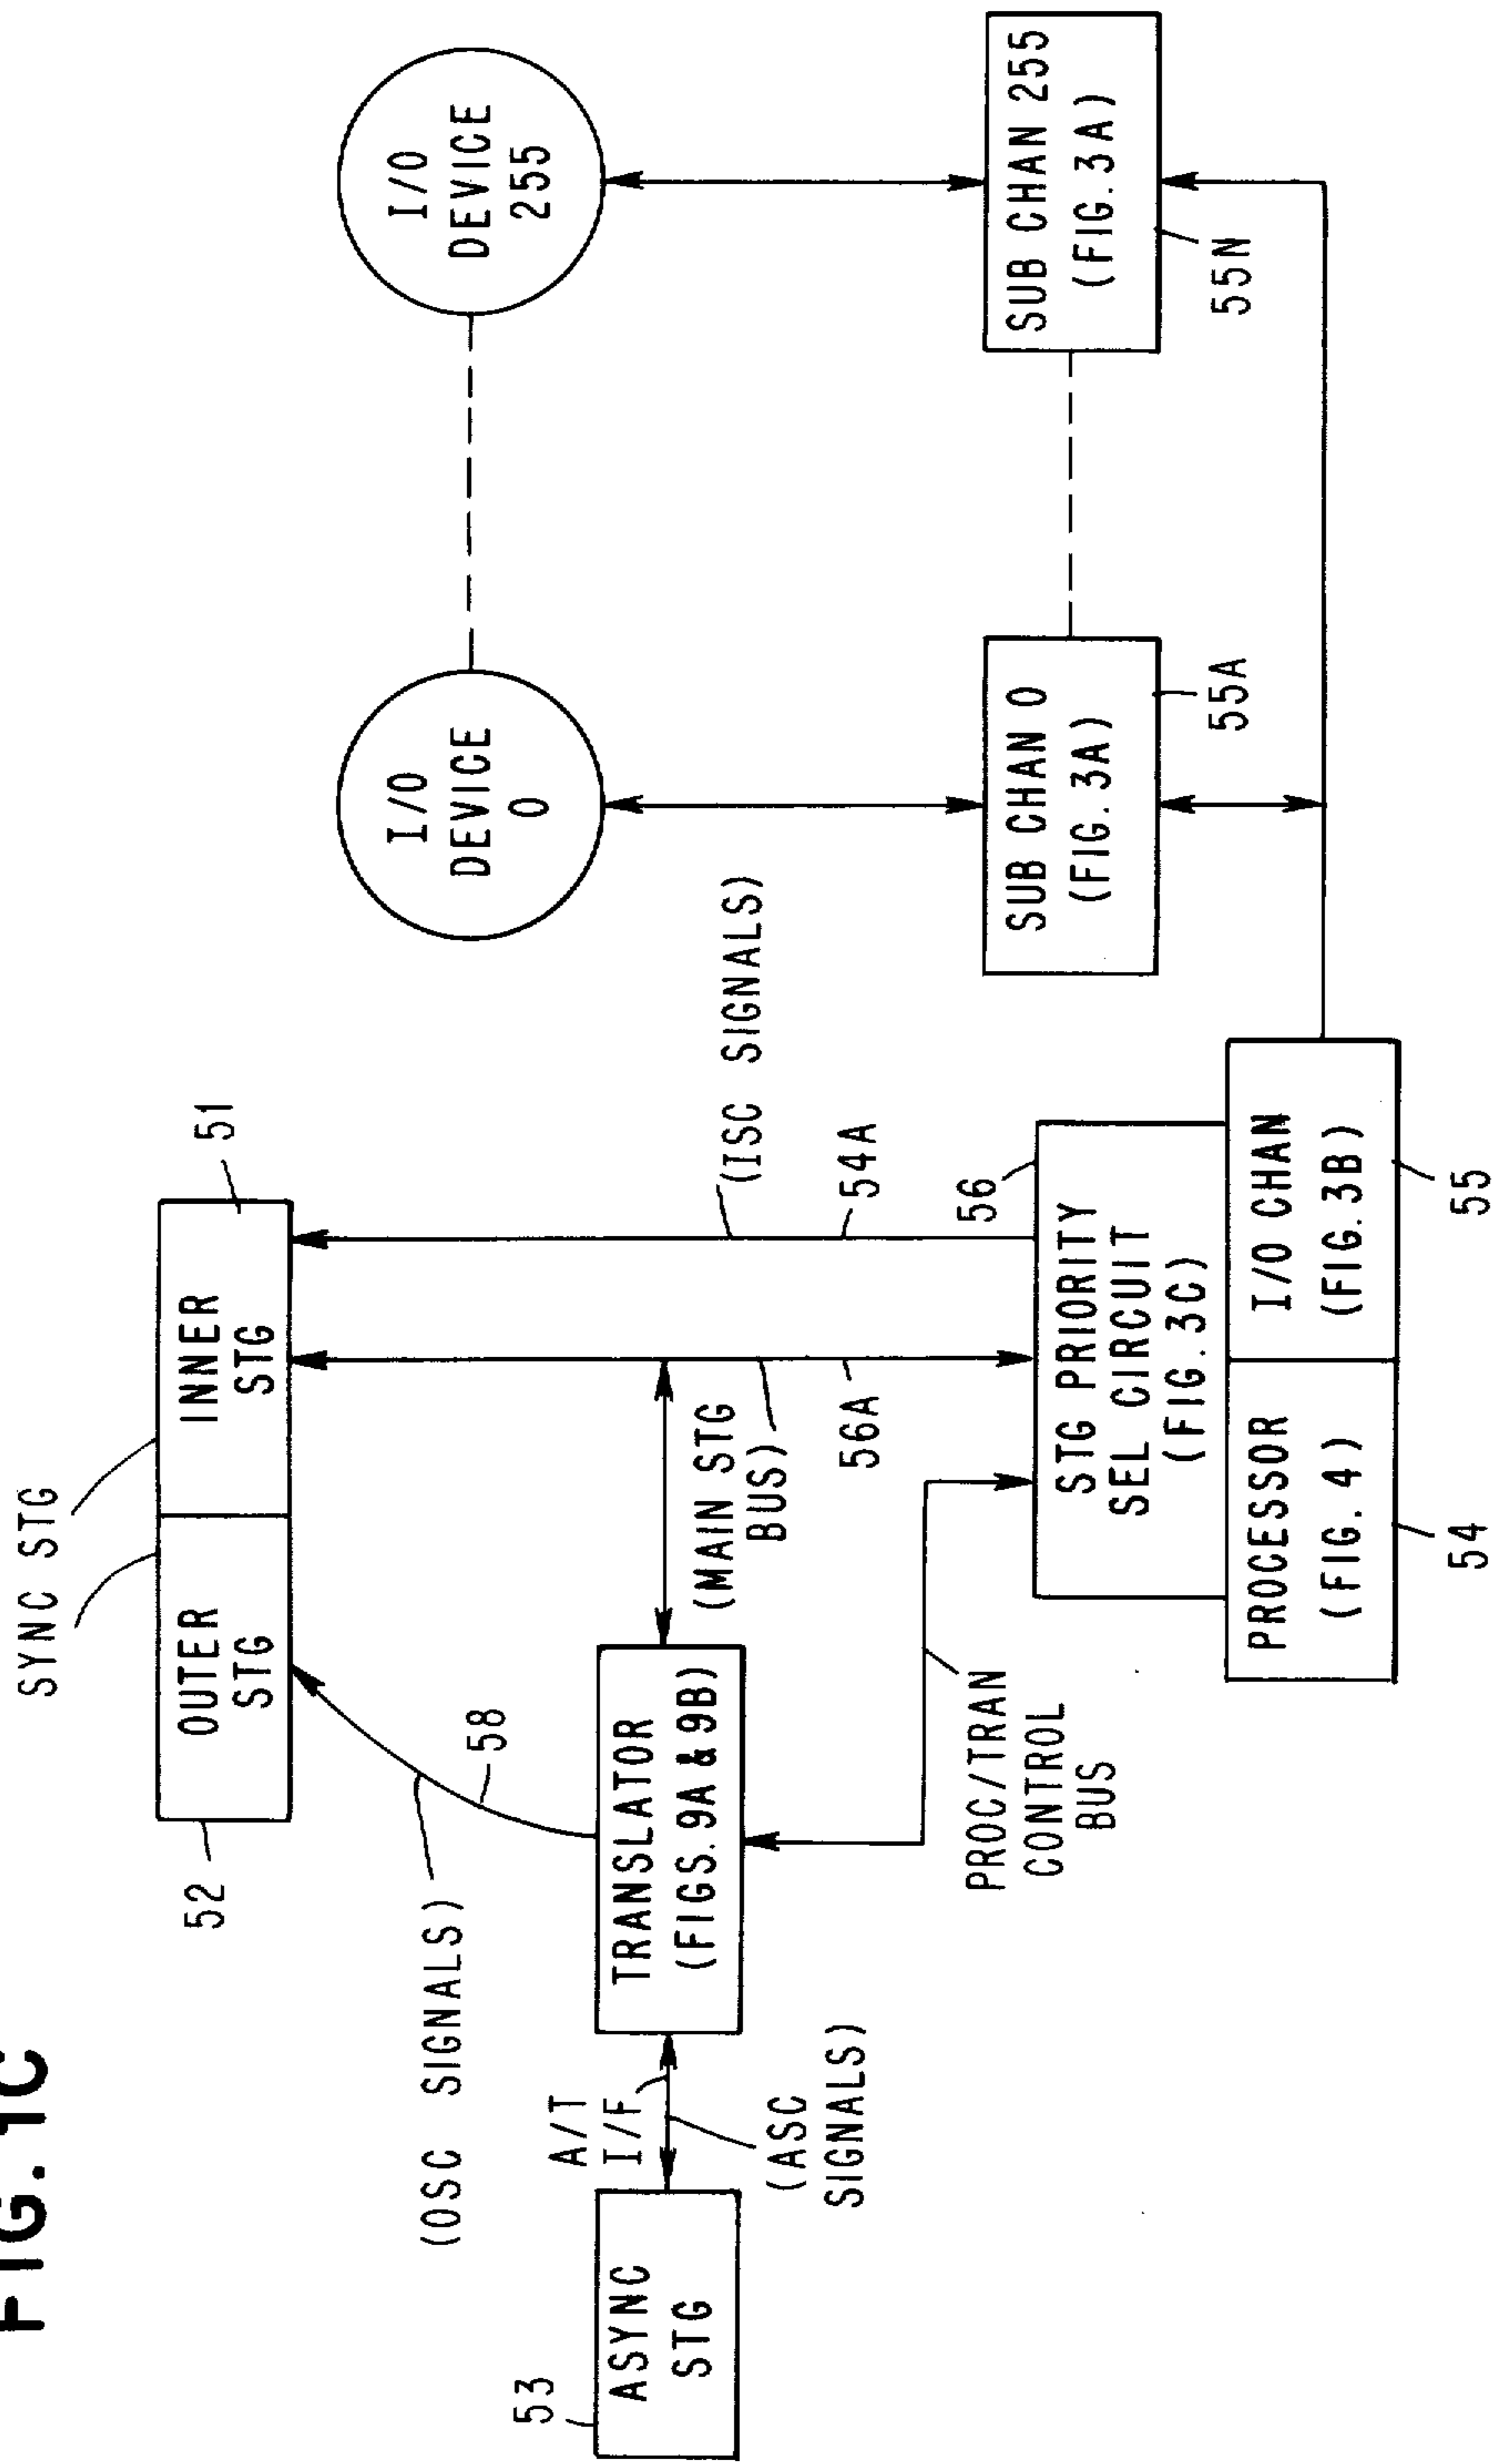 FIG. 1C
SYNC STG
52
OUTER
STG
INNER
STG
51
(OSC SIGNALS)
58
53
ASYNC
STG
A/T
I/F
(ASC
SIGNALS)
TRANSLATOR
(FIGS. 9A & 9B)
(MAIN STG
BUS)
56A
(ISC SIGNALS)
54A
PROC/TRAN
CONTROL
BUS
56
STG PRIORITY
SEL CIRCUIT
(FIG. 3C)
PROCESSOR
(FIG. 4)
54
I/O CHAN
(FIG. 3B)
55
I/O
DEVICE
0
I/O
DEVICE
255
SUB CHAN 0
(FIG. 3A)
55A
SUB CHAN 255
(FIG. 3A)
55N